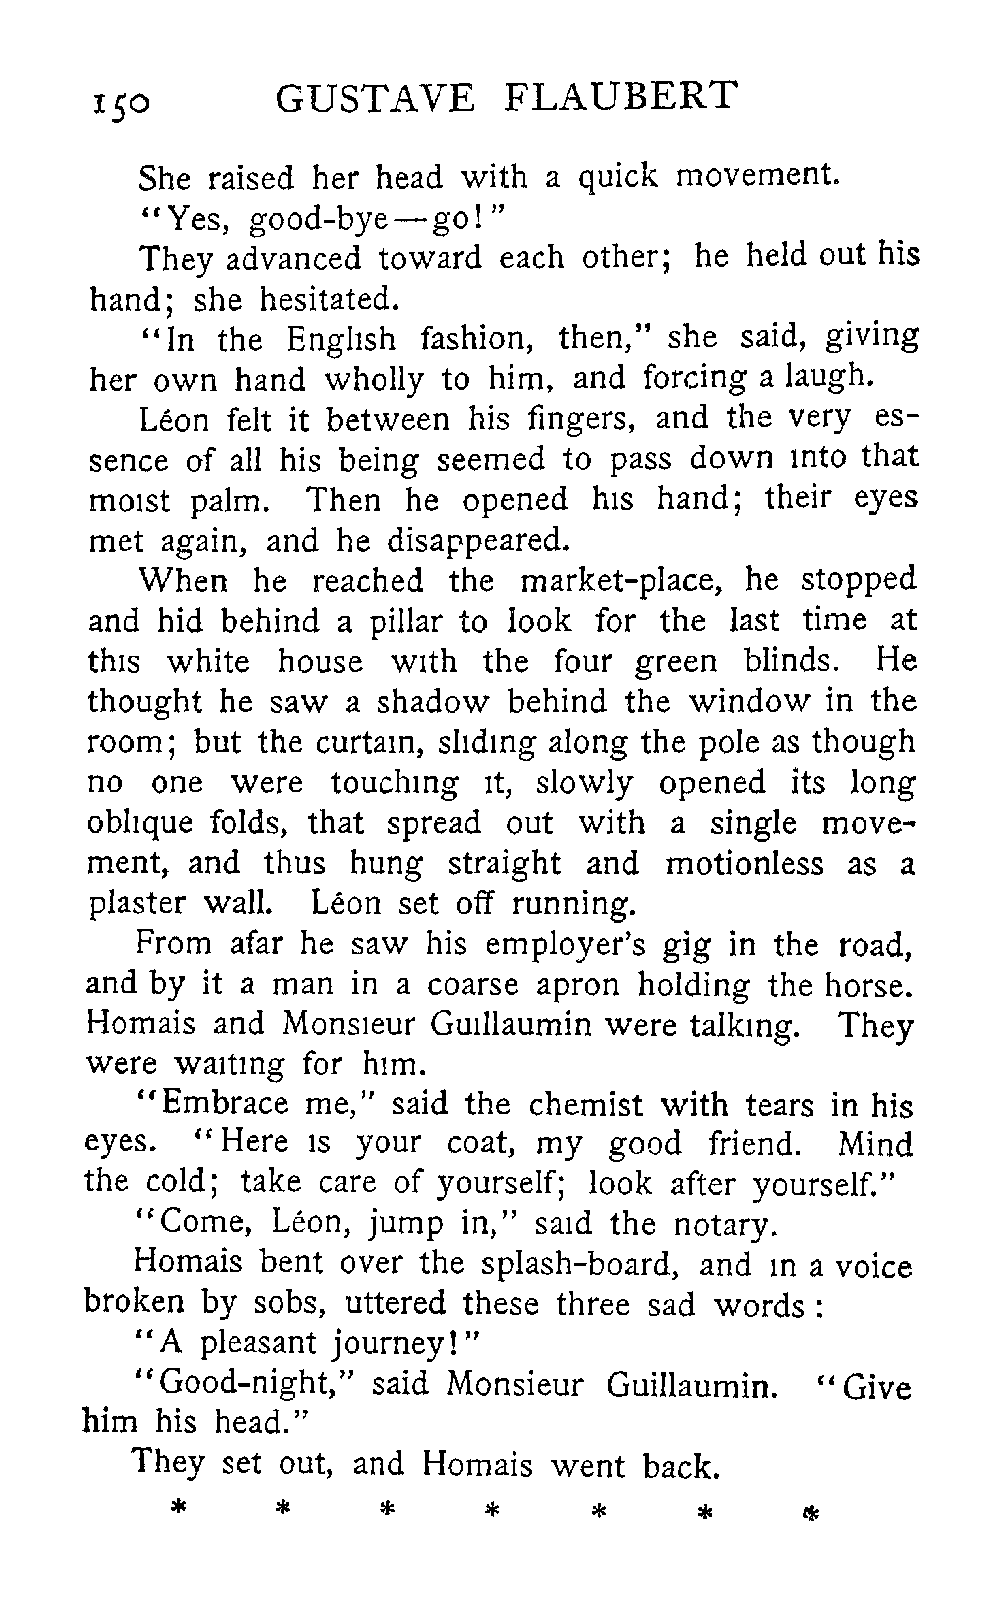 150 GUSTAVE FLAUBERT
She raised her head with a quick movement.
"Yes, good-bye—go!"
They advanced toward each other; he held out his
hand; she hesitated.
"In the English fashion, then," she said, giving
her own hand wholly to him, and forcing a laugh.
Léon felt it between his fingers, and the very es-
sence of all his being seemed to pass down into that
moist palm. Then he opened his hand; their eyes
met again, and he disappeared.
When he reached the market-place, he stopped
and hid behind a pillar to look for the last time at
this white house with the four green blinds. He
thought he saw a shadow behind the window in the
room; but the curtain, sliding along the pole as though
no one were touching it, slowly opened its long
oblique folds, that spread out with a single move-
ment, and thus hung straight and motionless as a
plaster wall. Léon set off running.
From afar he saw his employer's gig in the road,
and by it a man in a coarse apron holding the horse.
Homais and Monsieur Guillaumin were talking. They
were waiting for him.
"Embrace me," said the chemist with tears in his
eyes. "Here is your coat, my good friend. Mind
the cold; take care of yourself; look after yourself."
"Come, Léon, jump in," said the notary.
Homais bent over the splash-board, and in a voice
broken by sobs, uttered these three sad words:
"A pleasant journey!"
"Good-night," said Monsieur Guillaumin. "Give
him his head."
They set out, and Homais went back.
* * * * * * *